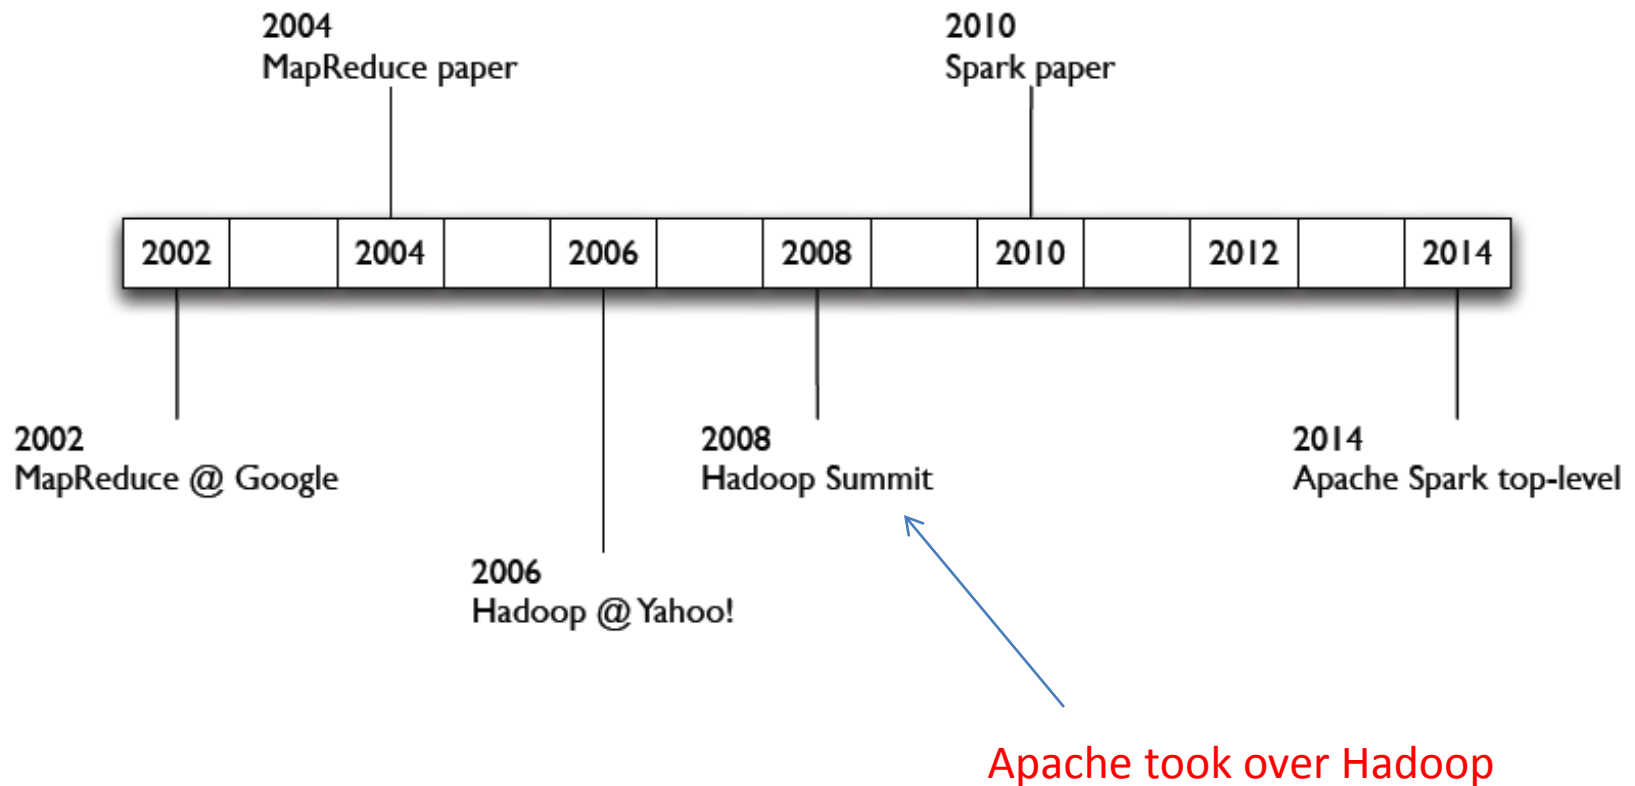 2004
MapReduce paper
2010
Spark paper
2002 2004 2006 2008 2010 2012 2014
2002
MapReduce @ Google
2008
Hadoop Summit
2014
Apache Spark top-level
2006
Hadoop @ Yahoo!
Apache took over Hadoop